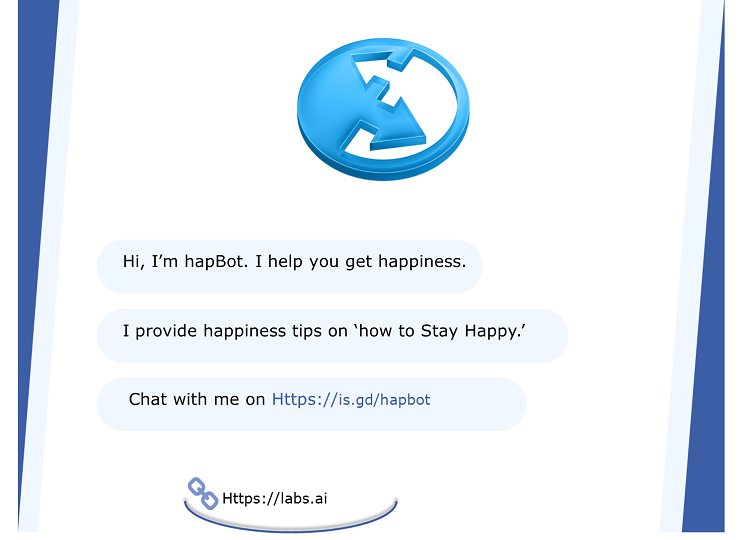 Hi, I’m hapBot. I help you get happiness.
I provide happiness tips on ‘how to Stay Happy.’
Chat with me on Https://is.gd/hapbot
Https://labs.ai